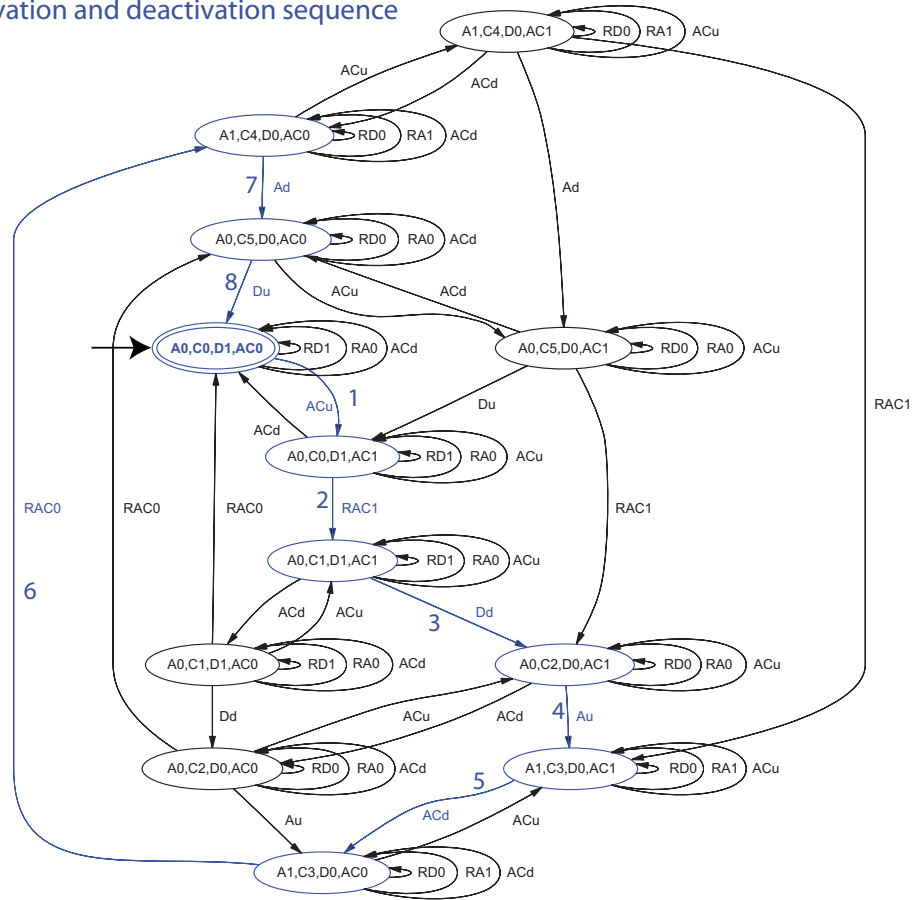 vation and deactivation sequence
A1,C4,D0,AC1 RD0 RA1 ACu
ACu
ACd
A1,C4,D0,AC0 RD0 RA1 ACd
7 Ad
Ad
A0,C5,D0,AC0 RD0 RA0 ACd
8 Du
ACu
ACd
A0,C0,D1,AC0 RD1 RA0 ACd
A0,C5,D0,AC1 RD0 RA0 ACu
ACu 1
Du
RAC1
ACd
A0,C0,D1,AC1 RD1 RA0 ACu
RAC0
RAC0
RAC0
2 RAC1
RAC1
A0,C1,D1,AC1 RD1 RA0 ACu
6
ACd
ACu
3
Dd
A0,C1,D1,AC0 RD1 RA0 ACd
A0,C2,D0,AC1 RD0 RA0 ACu
Dd
ACu
ACd
4 Au
A0,C2,D0,AC0 RD0 RA0 ACd
A1,C3,D0,AC1 RD0 RA1 ACu
5
Au
ACd
ACu
A1,C3,D0,AC0 RD0 RA1 ACd